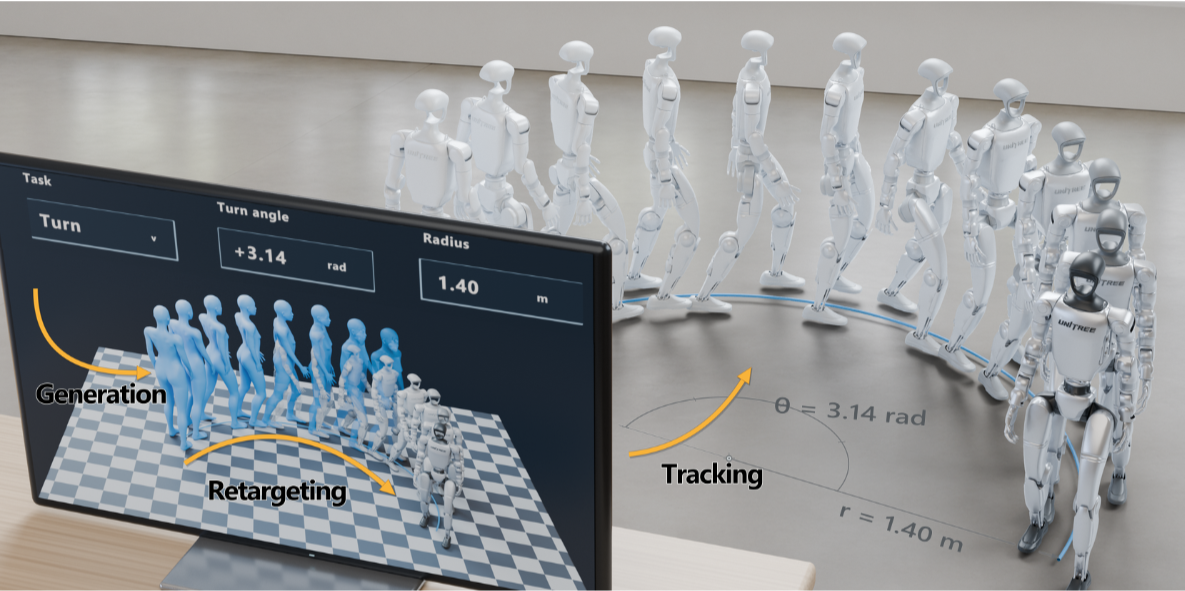 Task
Turn
v
Turn angle
+3.14 rad
Radius
1.40 m
Generation
Retargeting
Tracking
θ = 3.14 rad
r = 1.40 m
UNITREE